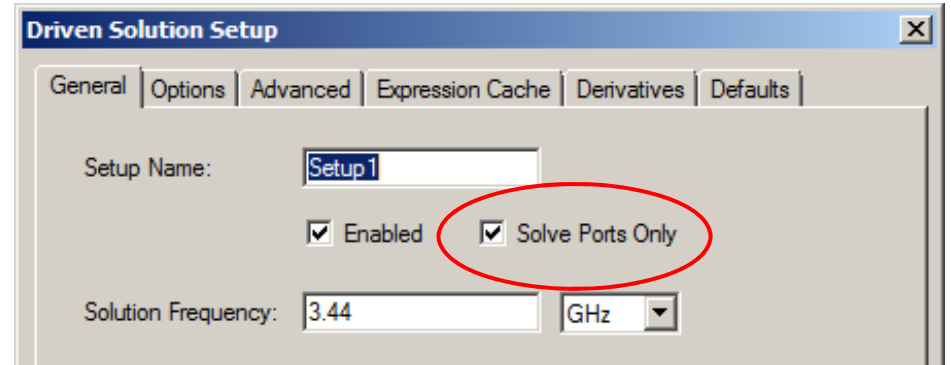 Driven Solution Setup
General Options Advanced Expression Cache Derivatives Defaults
Setup Name: Setup1
Enabled Solve Ports Only
Solution Frequency: 3.44 GHz